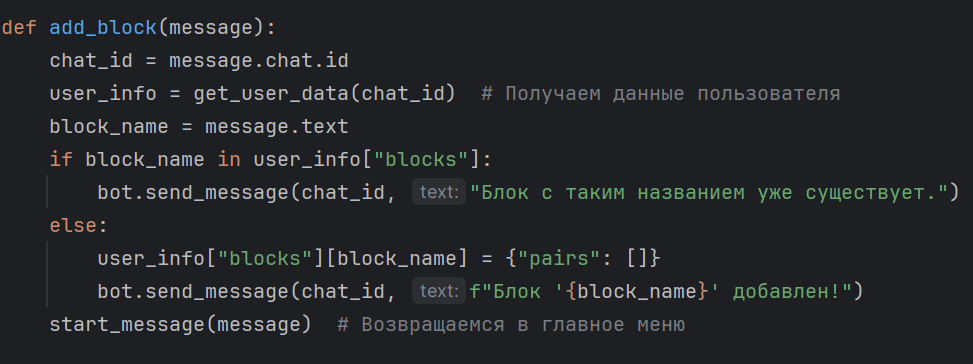 def add_block(message):
    chat_id = message.chat.id
    user_info = get_user_data(chat_id)  # Получаем данные пользователя
    block_name = message.text
    if block_name in user_info["blocks"]:
        bot.send_message(chat_id, text: "Блок с таким названием уже существует.")
    else:
        user_info["blocks"][block_name] = {"pairs": []}
        bot.send_message(chat_id, text: f"Блок '{block_name}' добавлен!")
    start_message(message)  # Возвращаемся в главное меню